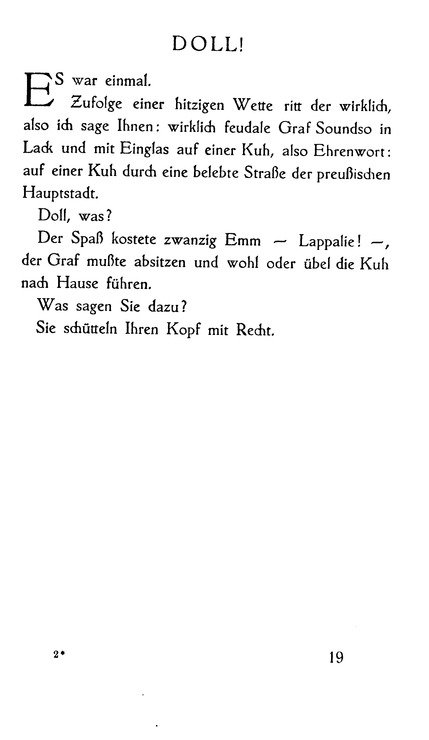 DOLL!
ES war einmal.
Zufolge einer hitzigen Wette ritt der wirklich,
also ich sage Ihnen: wirklich feudale Graf Soundso in
Lack und mit Einglas auf einer Kuh, also Ehrenwort:
auf einer Kuh durch eine belebte Straße der preußischen
Hauptstadt.
Doll, was?
Der Spaß kostete zwanzig Emm — Lappalie! —,
der Graf mußte absitzen und wohl oder übel die Kuh
nach Hause führen.
Was sagen Sie dazu?
Sie schütteln Ihren Kopf mit Recht.
2* 19